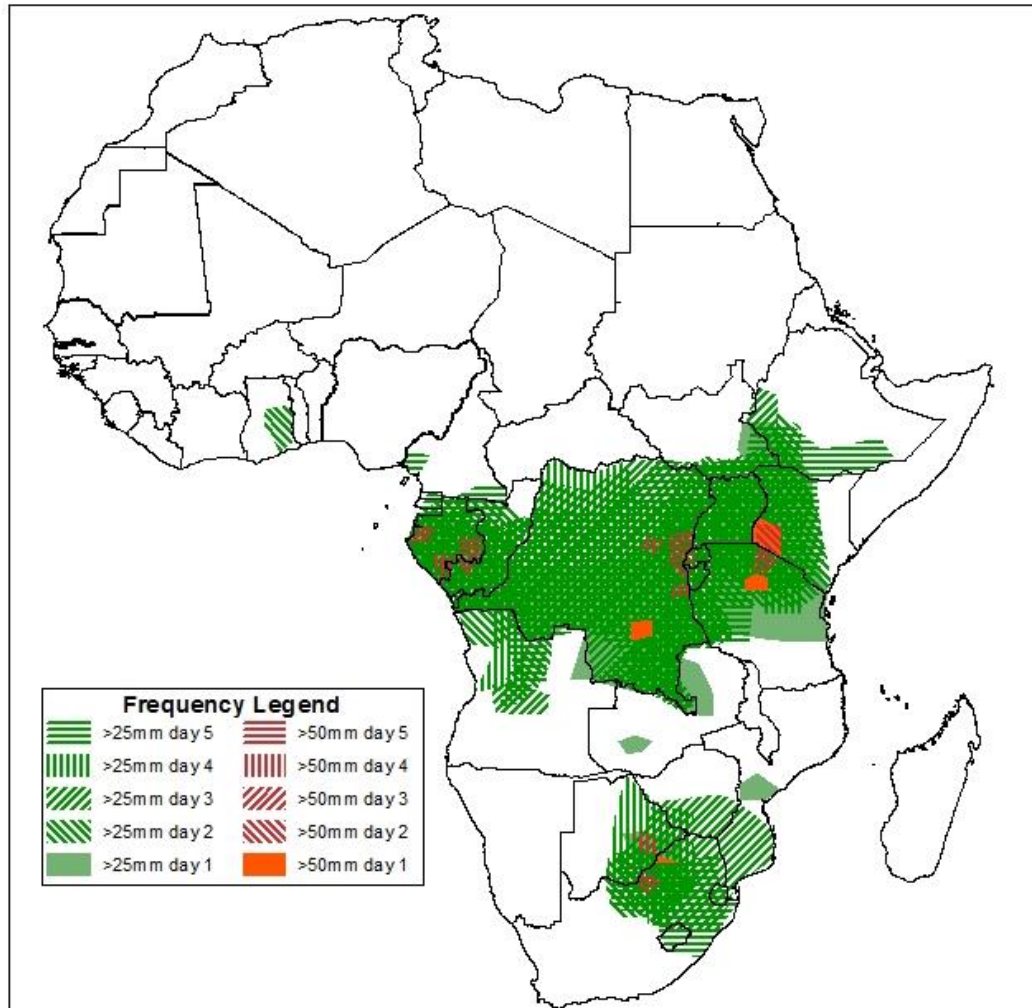 Frequency Legend
>25mm day 5 >50mm day 5
>25mm day 4 >50mm day 4
>25mm day 3 >50mm day 3
>25mm day 2 >50mm day 2
>25mm day 1 >50mm day 1